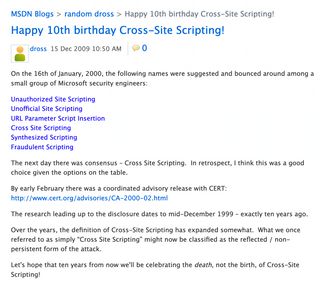 MSDN Blogs > random dross > Happy 10th birthday Cross-Site Scripting!
Happy 10th birthday Cross-Site Scripting!
dross 15 Dec 2009 10:50 AM 0
On the 16th of January, 2000, the following names were suggested and bounced around among a
small group of Microsoft security engineers:
Unauthorized Site Scripting
Unofficial Site Scripting
URL Parameter Script Insertion
Cross Site Scripting
Synthesized Scripting
Fraudulent Scripting
The next day there was consensus – Cross Site Scripting. In retrospect, I think this was a good
choice given the options on the table.
By early February there was a coordinated advisory release with CERT:
http://www.cert.org/advisories/CA-2000-02.html
The research leading up to the disclosure dates to mid-December 1999 – exactly ten years ago.
Over the years, the definition of Cross-Site Scripting has expanded somewhat. What we once
referred to as simply "Cross Site Scripting" might now be classified as the reflected / non-
persistent form of the attack.
Let's hope that ten years from now we'll be celebrating the death, not the birth, of Cross-Site
Scripting!